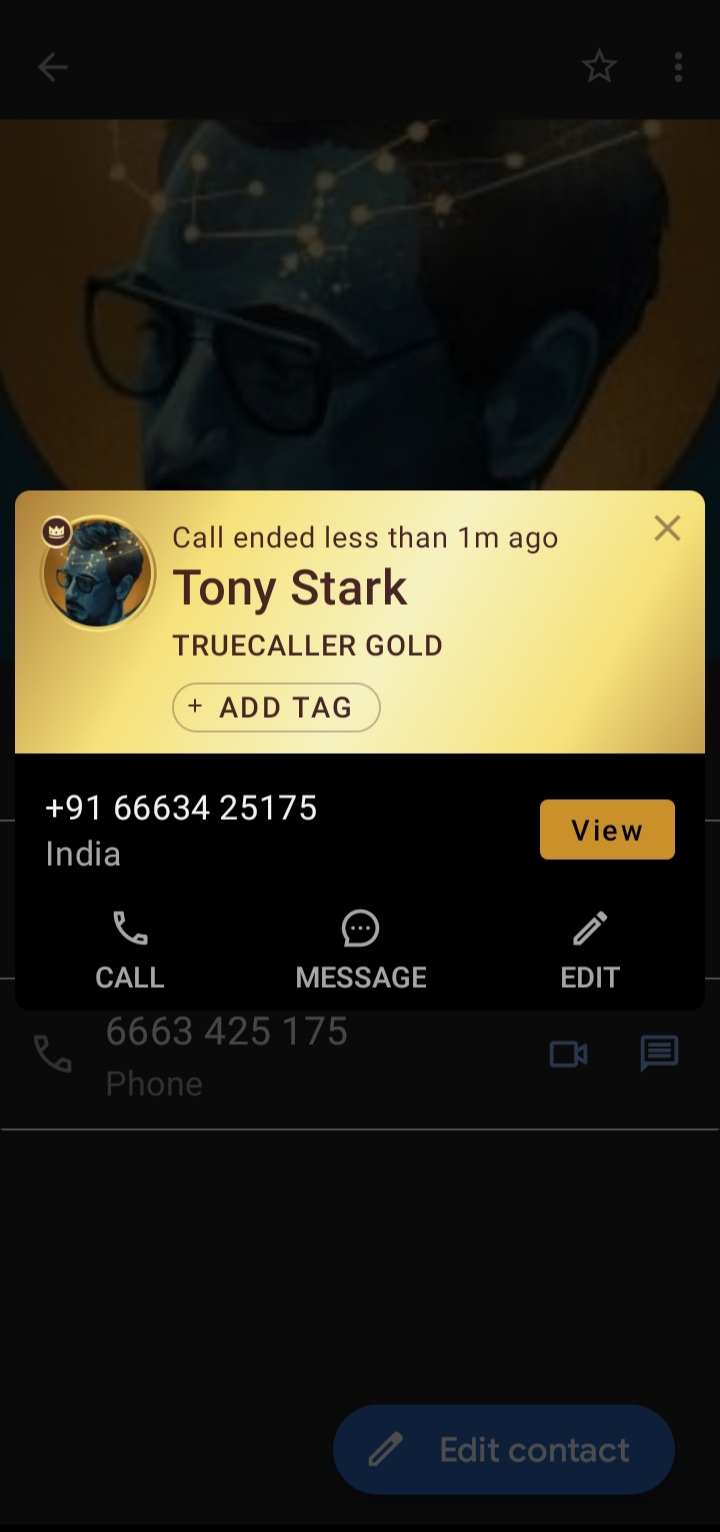 Call ended less than 1m ago
Tony Stark
TRUECALLER GOLD
+ ADD TAG
+91 66634 25175
India
View
CALL
MESSAGE
EDIT
6663 425 175
Phone
Edit contact